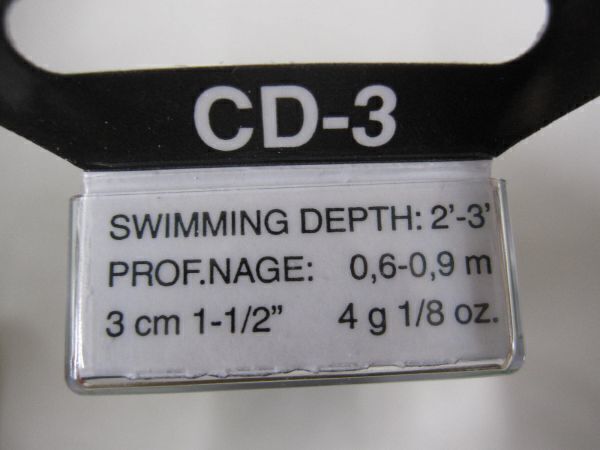 CD-3
SWIMMING DEPTH: 2'-3'
PROF.NAGE: 0,6-0,9 m
3 cm 1-1/2” 4 g 1/8 oz.